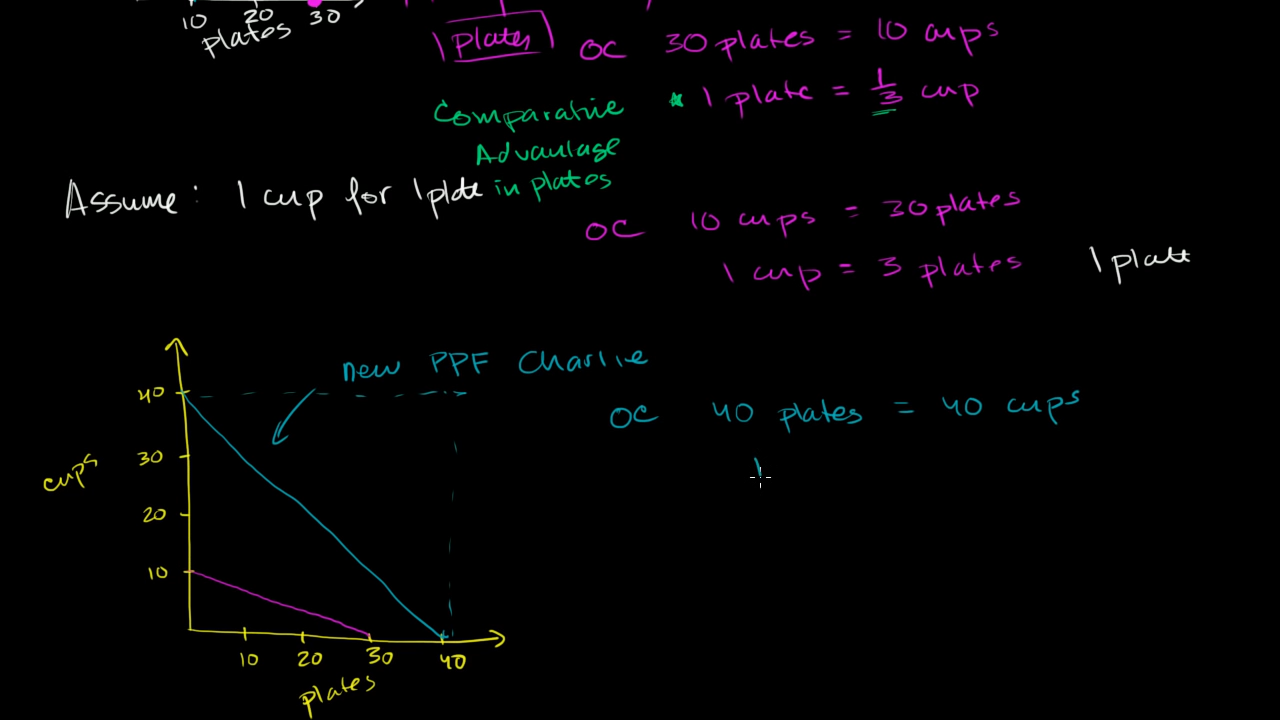 10 20 30
plates
| plates | OC 30 plates = 10 cups
Comparative * 1 plate = 1/3 cup
Advantage
in plates
Assume: 1 cup for 1 plate
OC 10 cups = 30 plates
1 cup = 3 plates 1 plate
new PPF Charlie
40
OC 40 plates = 40 cups
cups 30
1
20
10
10 20 30 40
plates